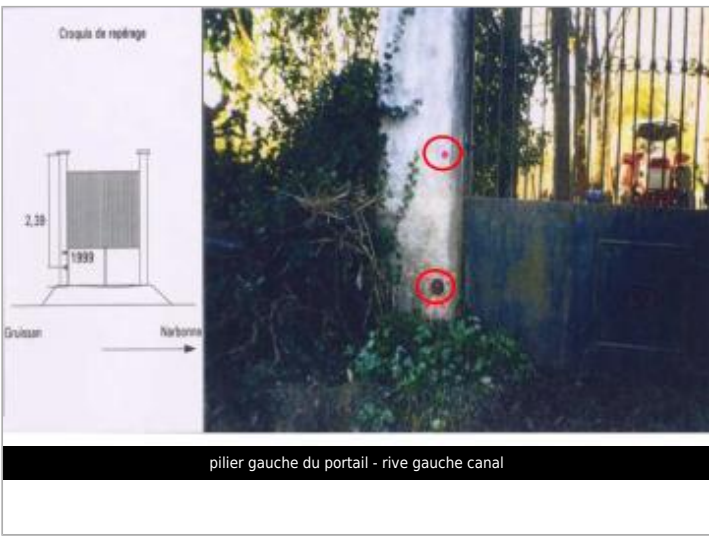 Croquis de repérage
2,39
1999
Gruissan
Narbonne
pilier gauche du portail - rive gauche canal